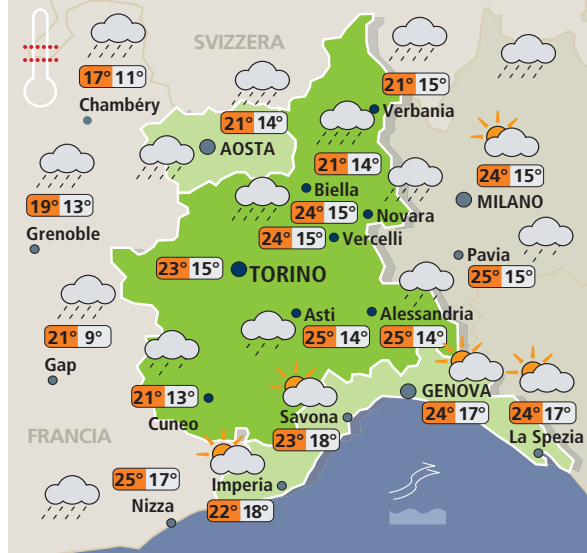 SVIZZERA
17° 11°
Chambéry
21° 14°
AOSTA
21° 15°
Verbania
21° 14°
Biella
24° 15°
MILANO
19° 13°
Grenoble
24° 15°
Novara
24° 15°
Vercelli
Pavia
25° 15°
23° 15°
TORINO
21° 9°
Gap
Asti
25° 14°
Alessandria
25° 14°
21° 13°
Cuneo
Savona
23° 18°
GENOVA
24° 17°
24° 17°
La Spezia
FRANCIA
25° 17°
Nizza
Imperia
22° 18°